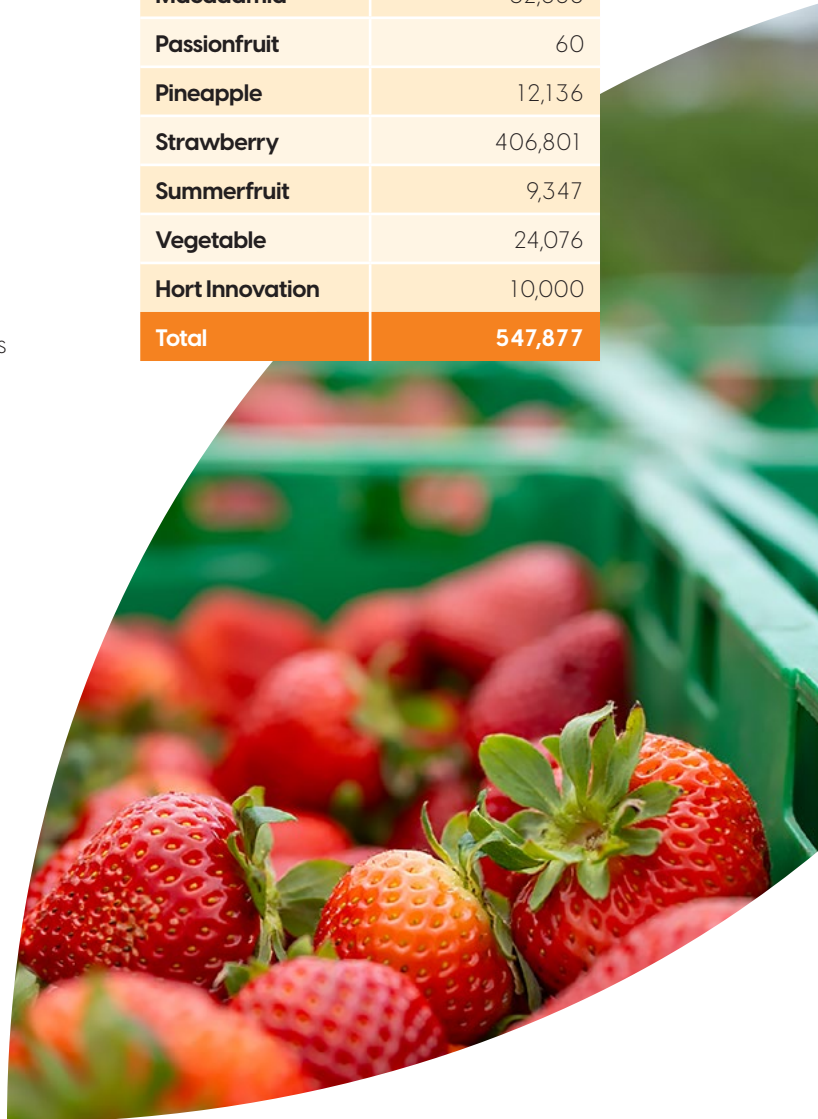 Passionfruit 60
Pineapple 12,136
Strawberry 406,801
Summerfruit 9,347
Vegetable 24,076
Hort Innovation 10,000
s
Total 547,877